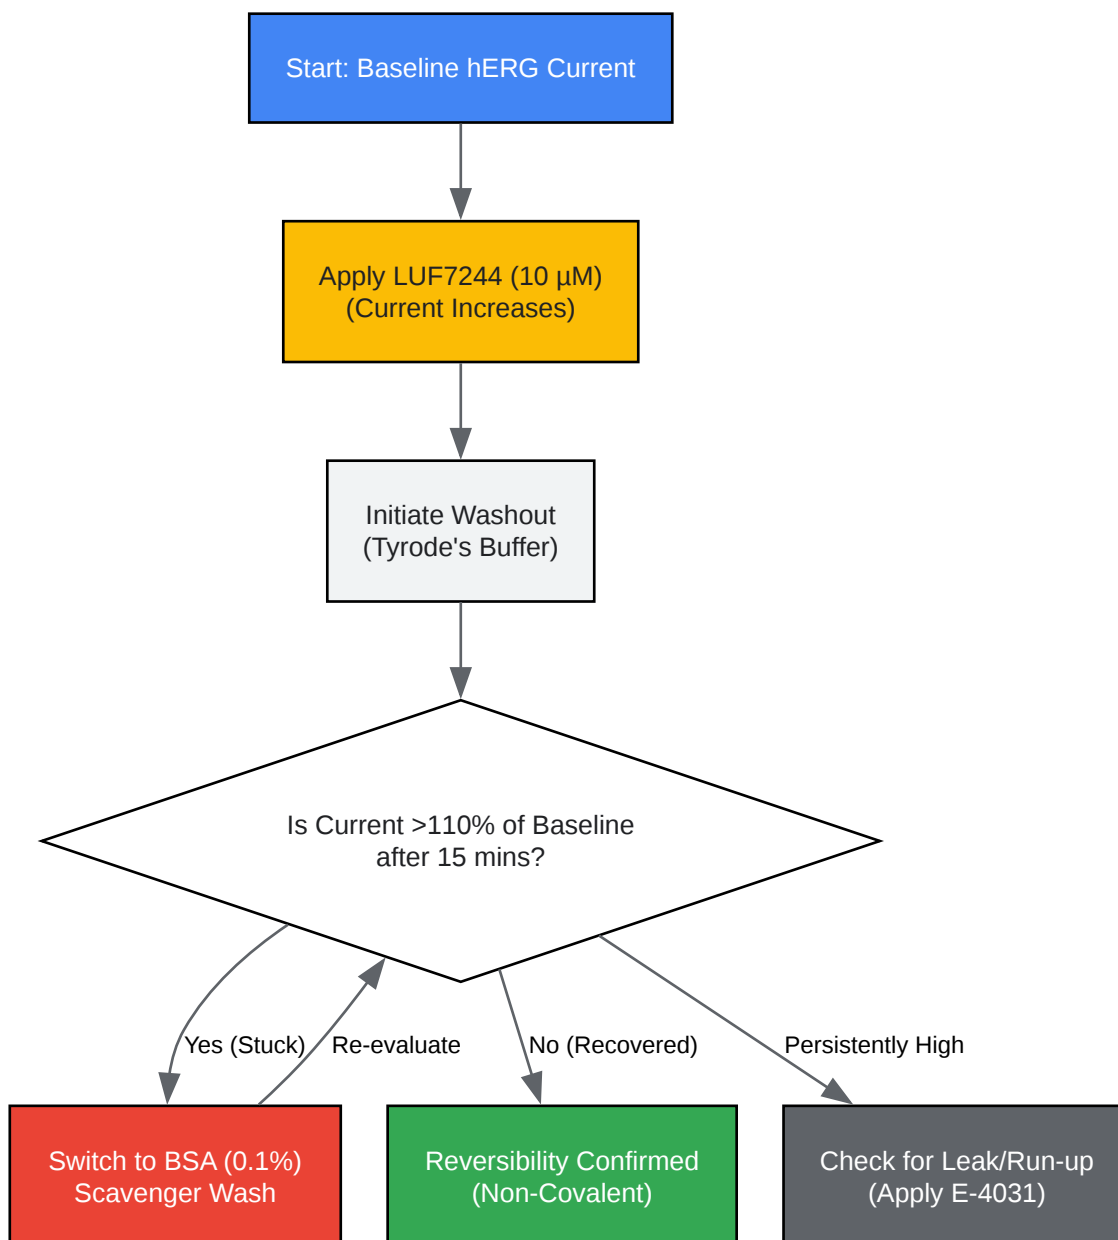 Start: Baseline hERG Current
Apply LUF7244 (10 µM)
(Current Increases)
Initiate Washout
(Tyrode's Buffer)
Is Current >110% of Baseline
after 15 mins?
Yes (Stuck)
Re-evaluate
No (Recovered)
Persistently High
Switch to BSA (0.1%)
Scavenger Wash
Reversibility Confirmed
(Non-Covalent)
Check for Leak/Run-up
(Apply E-4031)